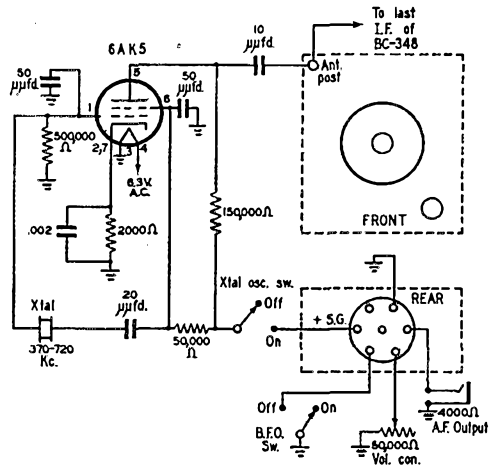 6AK5
10
μμfd.
To last
I.F. of
BC-348
Ant.
post
50
μμfd.
5
1
6
50
μμfd.
500,000
Ω
2,7
3
4
6.3V.
A.C.
150,000Ω
FRONT
.002
2000Ω
Xtal
370-720
Kc.
20
μμfd.
50,000
Ω
Xtal osc. sw.
Off
On
+ S.G.
REAR
Off
On
B.F.O.
Sw.
50,000Ω
Vol. con.
4000Ω
A.F. Output